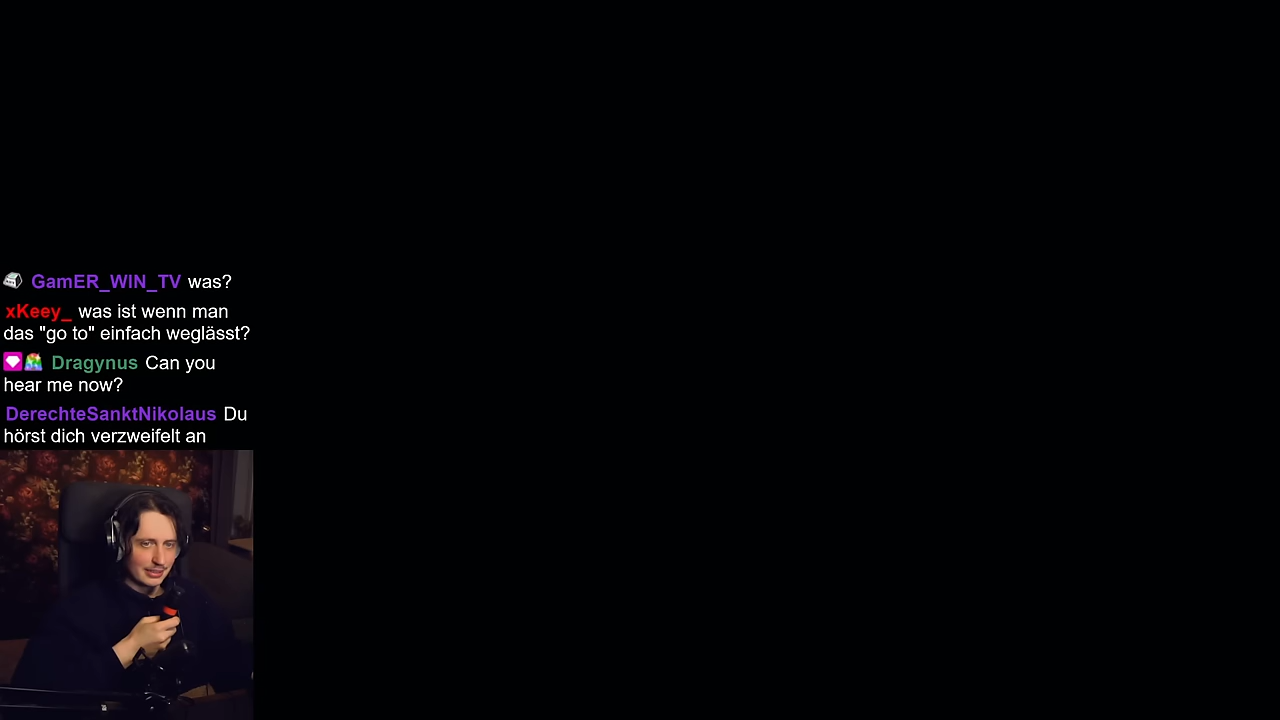 GamER_WIN_TV was?
xKeey_ was ist wenn man
das "go to" einfach weglässt?
Dragynus Can you
hear me now?
DerechteSanktNikolaus Du
hörst dich verzweifelt an